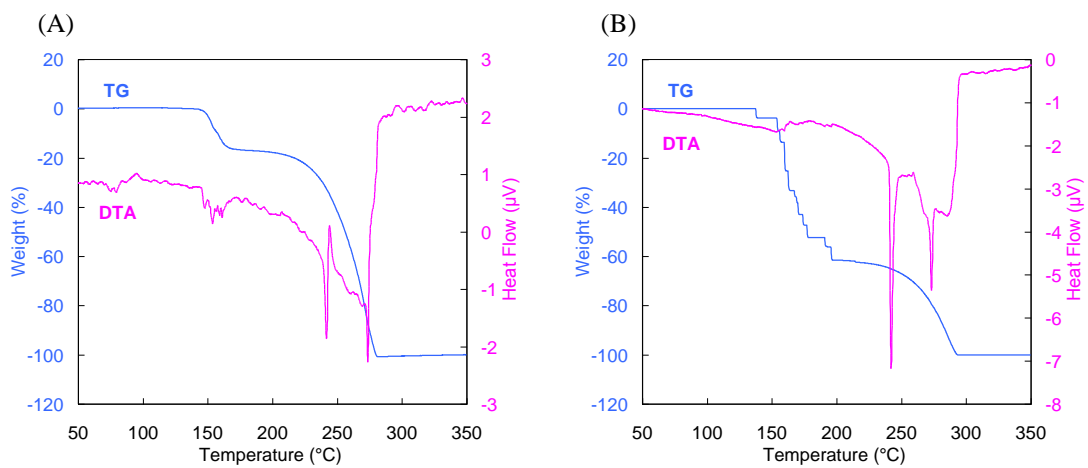 (A)
20
0
-20
-40
-60
-80
-100
-120
Weight (%)
TG
DTA
3
2
1
0
-1
-2
-3
Heat Flow (µV)
50 100 150 200 250 300 350
Temperature (°C)
(B)
20
0
-20
-40
-60
-80
-100
-120
Weight (%)
TG
DTA
0
-1
-2
-3
-4
-5
-6
-7
-8
Heat Flow (µV)
50 100 150 200 250 300 350
Temperature (°C)